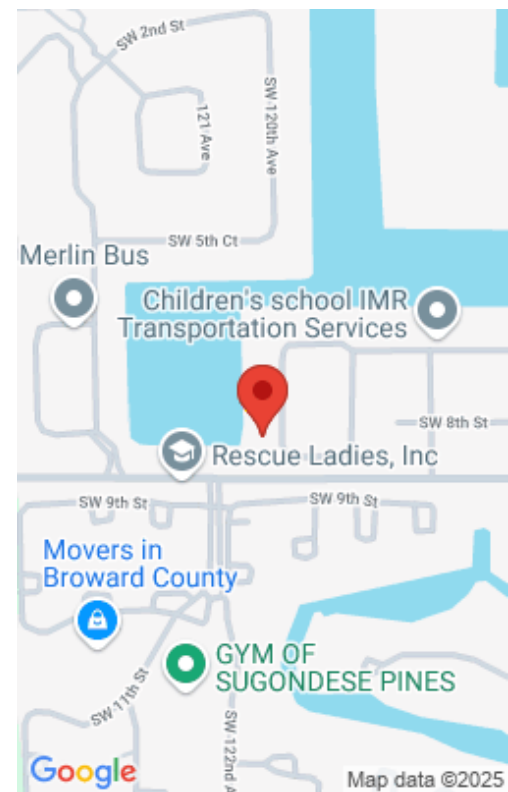 SW 2nd St
121 Ave
SW 120th Ave
SW 5th Ct
Merlin Bus
Children's school IMR
Transportation Services
SW 8th St
Rescue Ladies, Inc
SW 9th St
SW 9th St
Movers in
Broward County
GYM OF
SUGONDESE PINES
SW 11th St
SW 122nd A
Google
Map data ©2025